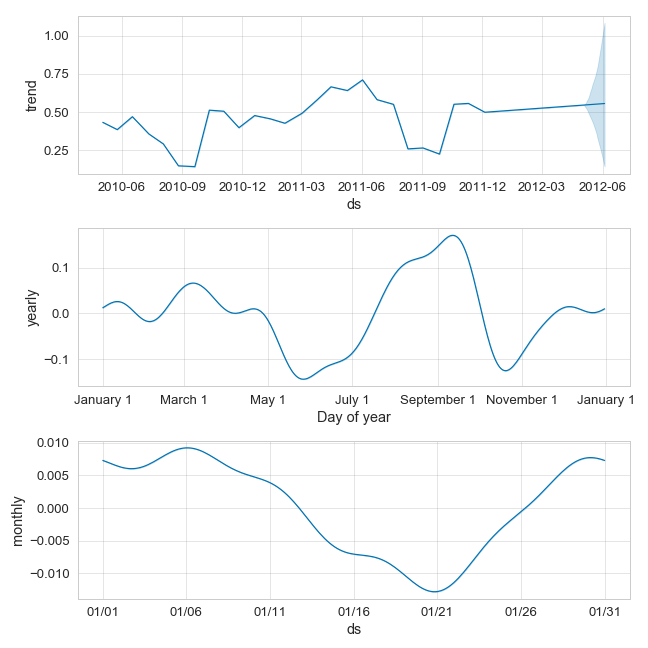 1.00
0.75
0.50
0.25
trend
2010-06 2010-09 2010-12 2011-03 2011-06 2011-09 2011-12 2012-03 2012-06
ds
0.1
0.0
−0.1
yearly
January 1 March 1 May 1 July 1 September 1 November 1 January 1
Day of year
0.010
0.005
0.000
−0.005
−0.010
monthly
01/01 01/06 01/11 01/16 01/21 01/26 01/31
ds